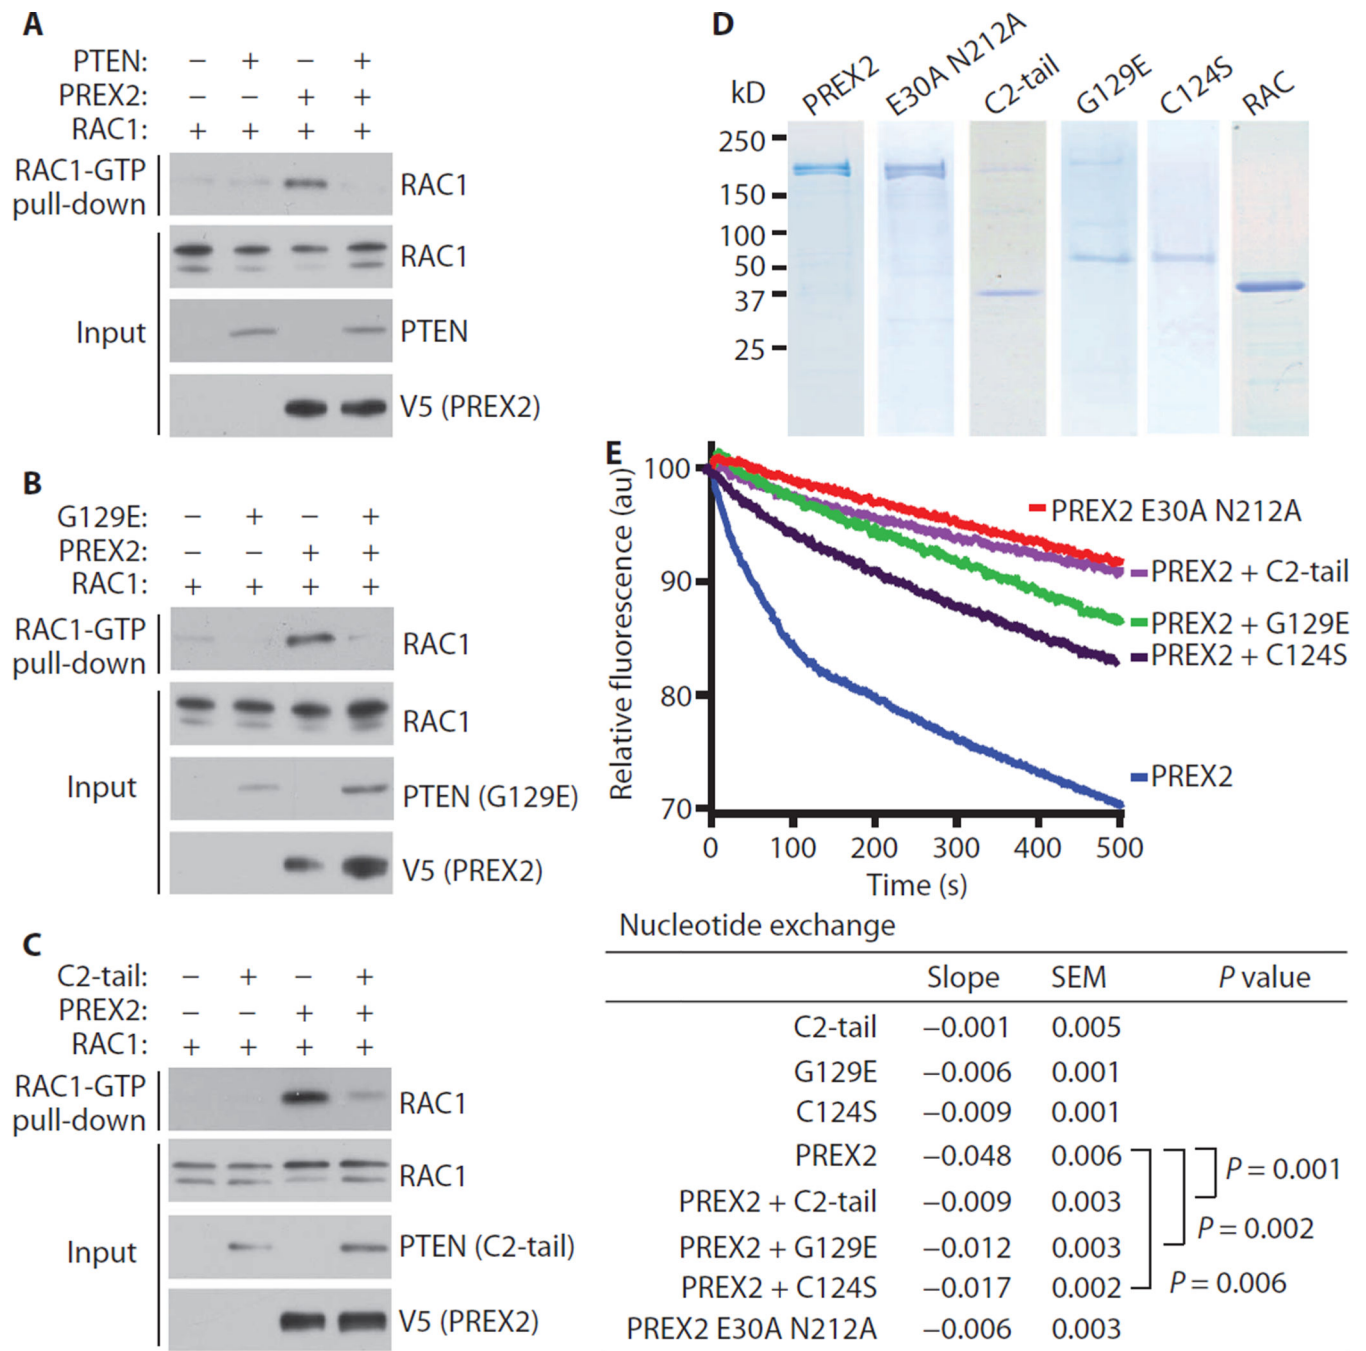 A
PTEN: − + − +
PREX2: − − + +
RAC1: + + + +
RAC1-GTP
pull-down
RAC1
RAC1
Input
PTEN
V5 (PREX2)
B
G129E: − + − +
PREX2: − − + +
RAC1: + + + +
RAC1-GTP
pull-down
RAC1
RAC1
Input
PTEN (G129E)
V5 (PREX2)
C
C2-tail: − + − +
PREX2: − − + +
RAC1: + + + +
RAC1-GTP
pull-down
RAC1
RAC1
Input
PTEN (C2-tail)
V5 (PREX2)
D
kD PREX2 E30A N212A C2-tail G129E C124S RAC
250
150
100
50
37
25
E
Relative fluorescence (au)
100
90
80
70
0 100 200 300 400 500
Time (s)
PREX2 E30A N212A
PREX2 + C2-tail
PREX2 + G129E
PREX2 + C124S
PREX2
Nucleotide exchange
Slope SEM P value
C2-tail −0.001 0.005
G129E −0.006 0.001
C124S −0.009 0.001
PREX2 −0.048 0.006
P = 0.001
PREX2 + C2-tail −0.009 0.003
P = 0.002
PREX2 + G129E −0.012 0.003
PREX2 + C124S −0.017 0.002 P = 0.006
PREX2 E30A N212A −0.006 0.003